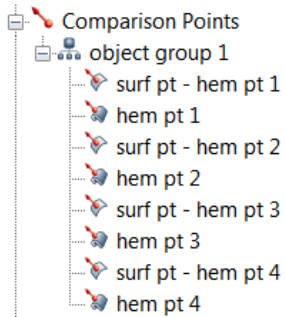 Comparison Points
object group 1
surf pt - hem pt 1
hem pt 1
surf pt - hem pt 2
hem pt 2
surf pt - hem pt 3
hem pt 3
surf pt - hem pt 4
hem pt 4